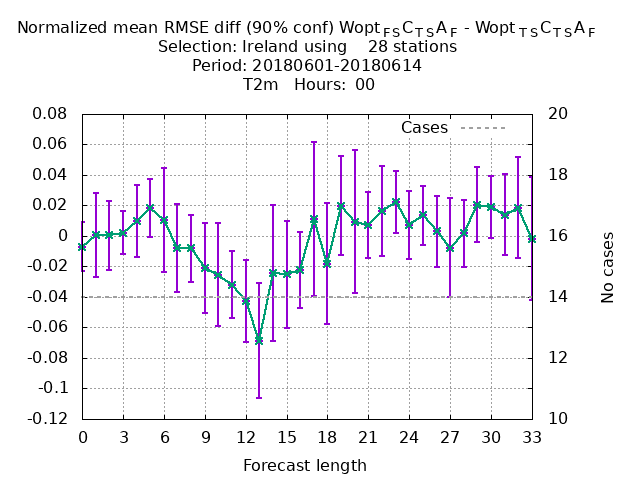 Normalized mean RMSE diff (90% conf) Wopt FS C TS A F - Wopt TS C TS A F
Selection: Ireland using 28 stations
Period: 20180601-20180614
T2m Hours: 00
Cases
0.08
0.06
0.04
0.02
0
-0.02
-0.04
-0.06
-0.08
-0.1
-0.12
20
18
16
14
12
10
No cases
0 3 6 9 12 15 18 21 24 27 30 33
Forecast length